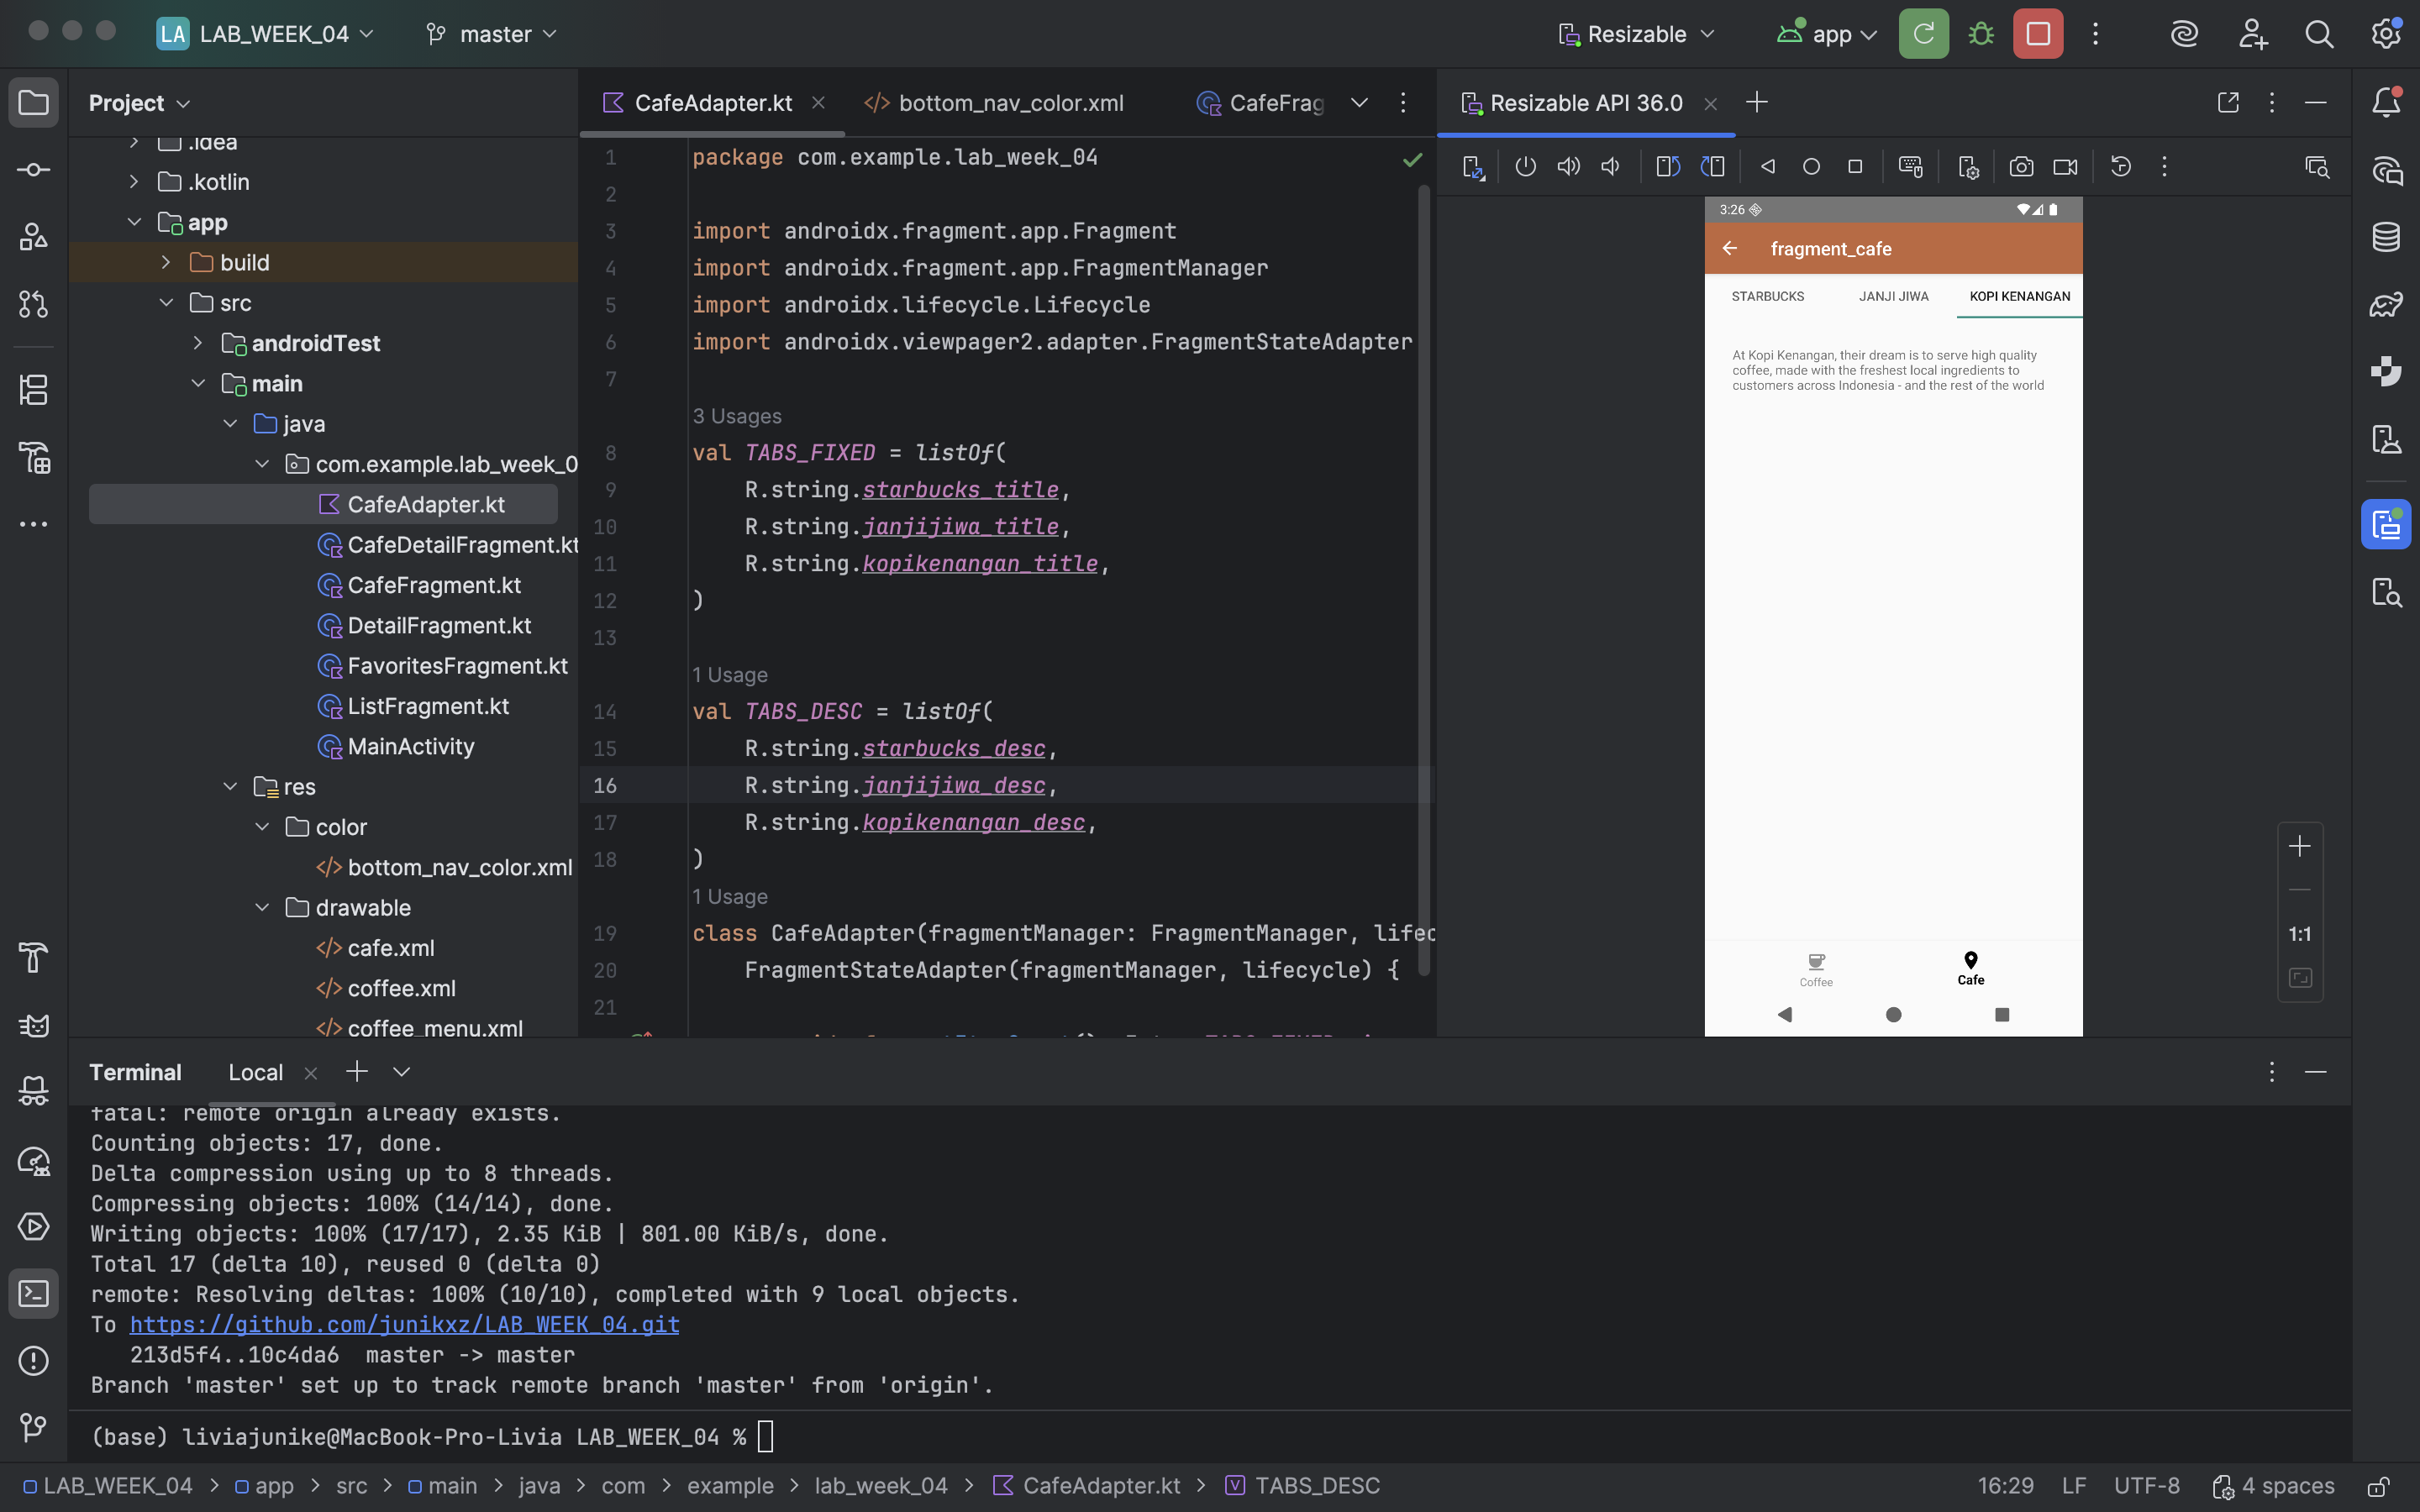 LA LAB_WEEK_04 master Resizable app
Project
.idea
.kotlin
app
build
src
androidTest
main
java
com.example.lab_week_0
CafeAdapter.kt
CafeDetailFragment.kt
CafeFragment.kt
DetailFragment.kt
FavoritesFragment.kt
ListFragment.kt
MainActivity
res
color
bottom_nav_color.xml
drawable
cafe.xml
coffee.xml
coffee_menu.xml
CafeAdapter.kt bottom_nav_color.xml CafeFrag
1 package com.example.lab_week_04
2
3 import androidx.fragment.app.Fragment
4 import androidx.fragment.app.FragmentManager
5 import androidx.lifecycle.Lifecycle
6 import androidx.viewpager2.adapter.FragmentStateAdapter
7
3 Usages
8 val TABS_FIXED = listOf(
9 R.string.starbucks_title,
10 R.string.janjijiwa_title,
11 R.string.kopikenangan_title,
12 )
13
1 Usage
14 val TABS_DESC = listOf(
15 R.string.starbucks_desc,
16 R.string.janjijiwa_desc,
17 R.string.kopikenangan_desc,
18 )
1 Usage
19 class CafeAdapter(fragmentManager: FragmentManager, lifec
20 FragmentStateAdapter(fragmentManager, lifecycle) {
21
Resizable API 36.0
3:26
fragment_cafe
STARBUCKS JANJI JIWA KOPI KENANGAN
At Kopi Kenangan, their dream is to serve high quality
coffee, made with the freshest local ingredients to
customers across Indonesia - and the rest of the world
Coffee Cafe
1:1
Terminal Local
fatal: remote origin already exists.
Counting objects: 17, done.
Delta compression using up to 8 threads.
Compressing objects: 100% (14/14), done.
Writing objects: 100% (17/17), 2.35 KiB | 801.00 KiB/s, done.
Total 17 (delta 10), reused 0 (delta 0)
remote: Resolving deltas: 100% (10/10), completed with 9 local objects.
To https://github.com/junikxz/LAB_WEEK_04.git
213d5f4..10c4da6 master -> master
Branch 'master' set up to track remote branch 'master' from 'origin'.
(base) liviajunike@MacBook-Pro-Livia LAB_WEEK_04 %
LAB_WEEK_04 > app > src > main > java > com > example > lab_week_04 > CafeAdapter.kt > TABS_DESC 16:29 LF UTF-8 4 spaces